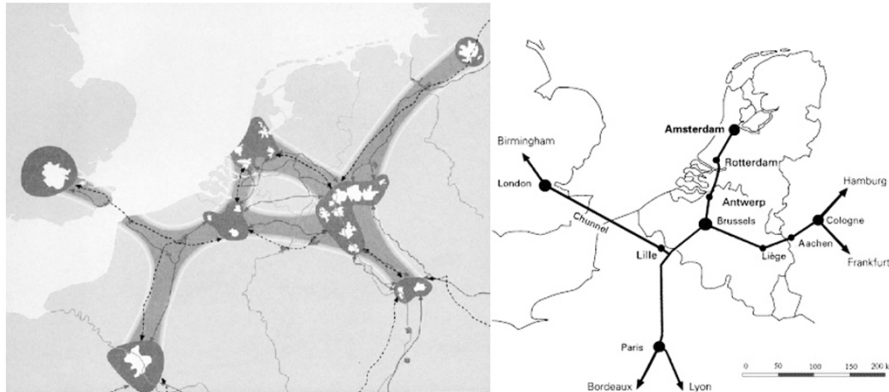 Amsterdam
Birmingham
Rotterdam
Hamburg
London
Antwerp
Brussels
Cologne
Chunnel
Aachen
Lille
Liège
Frankfurt
Paris
Bordeaux
Lyon
0 50 100 150 200 k